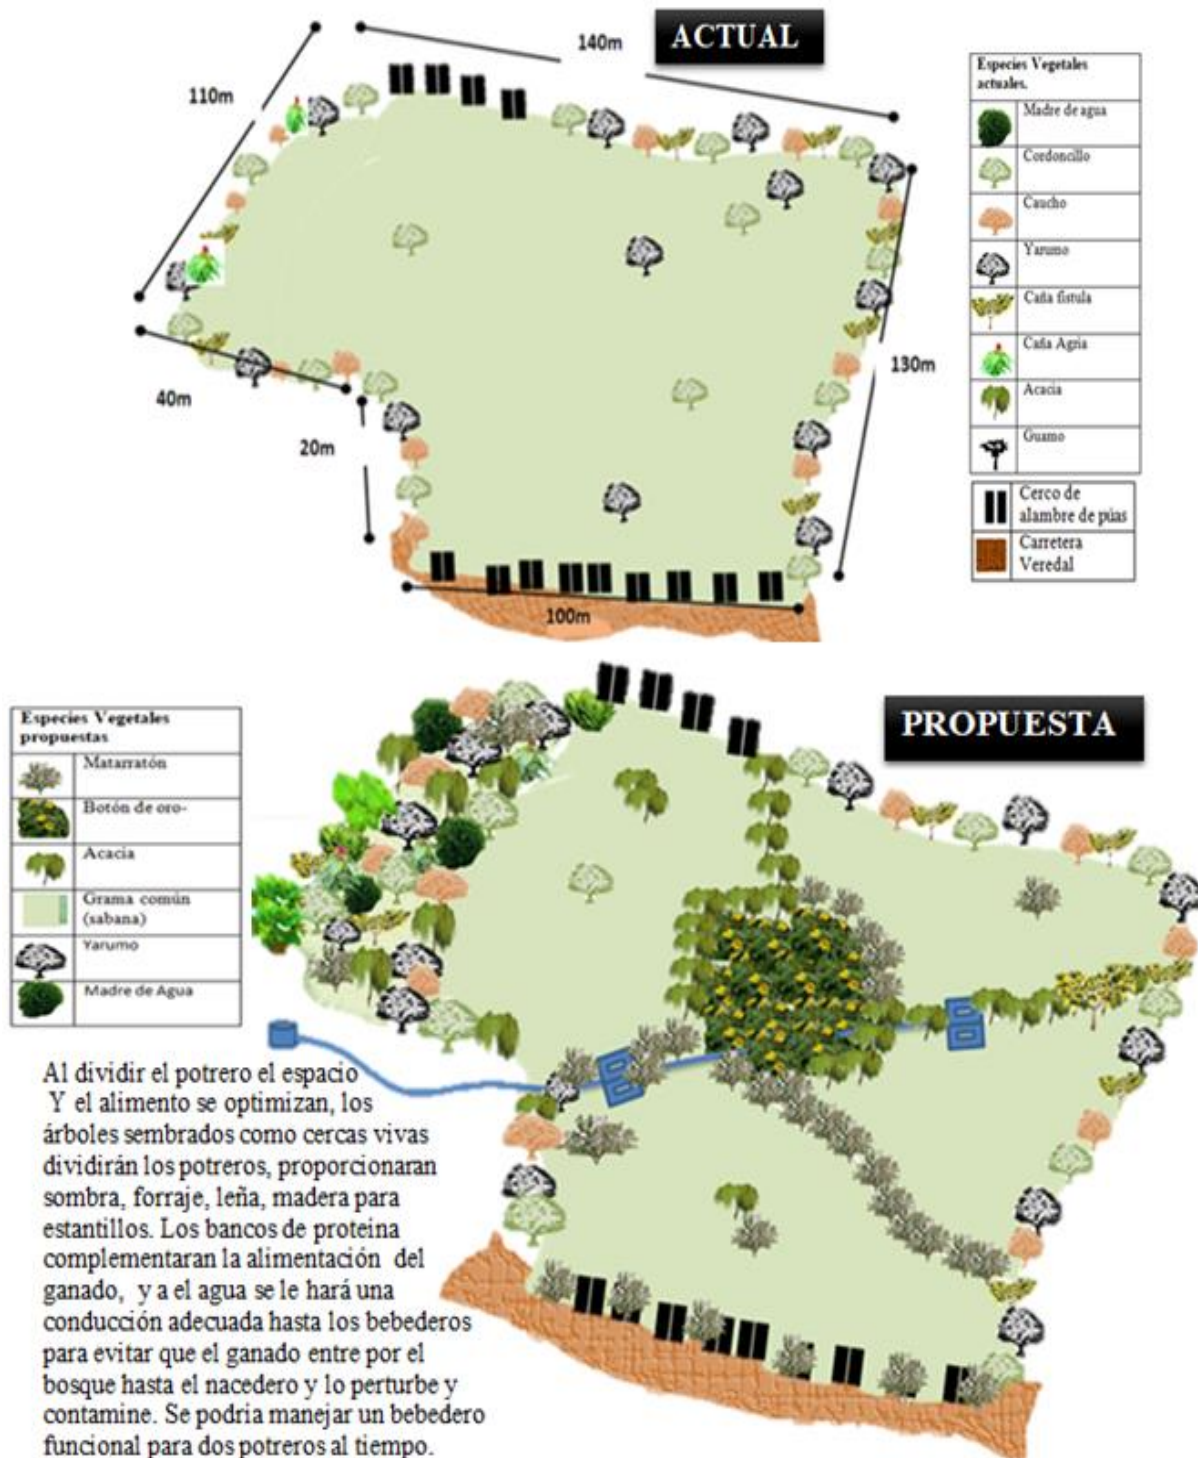 ACTUAL
140m
110m
40m
20m
130m
100m
Especies Vegetales
actuales.
Madre de agua
Cordoncillo
Caucho
Yarumo
Caña fistula
Caña Agria
Acacia
Guamo
Cerco de
alambre de púas
Carretera
Veredal
PROPUESTA
Especies Vegetales
propuestas
Matarratón
Botón de oro-
Acacia
Grama común
(sabana)
Yarumo
Madre de Agua
Al dividir el potrero el espacio
Y el alimento se optimizan, los
árboles sembrados como cercas vivas
dividirán los potreros, proporcionaran
sombra, forraje, leña, madera para
estantillos. Los bancos de proteina
complementaran la alimentación del
ganado, y a el agua se le hará una
conducción adecuada hasta los bebederos
para evitar que el ganado entre por el
bosque hasta el nacedero y lo perturbe y
contamine. Se podria manejar un bebedero
funcional para dos potreros al tiempo.